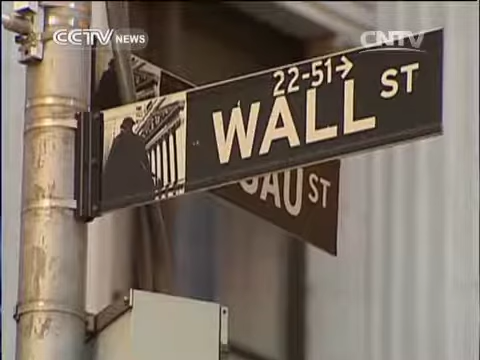 CCTV NEWS
CNTV
22-51→
WALL ST
ST